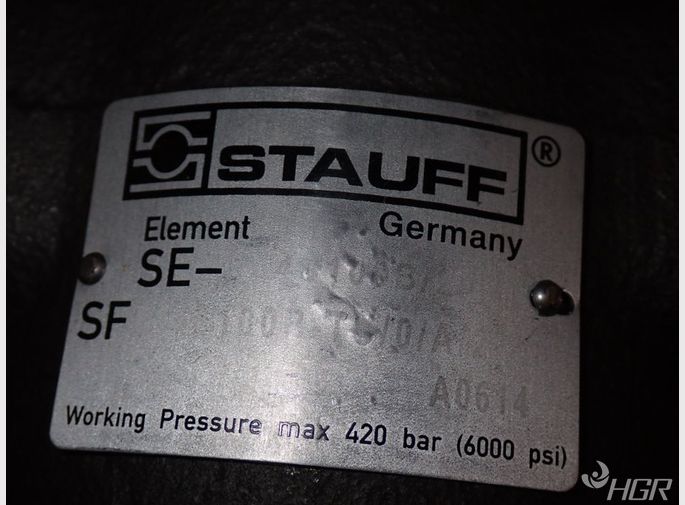 STAUFF ®
Element Germany
SE-
SF
A0614
Working Pressure max 420 bar (6000 psi)
HGR